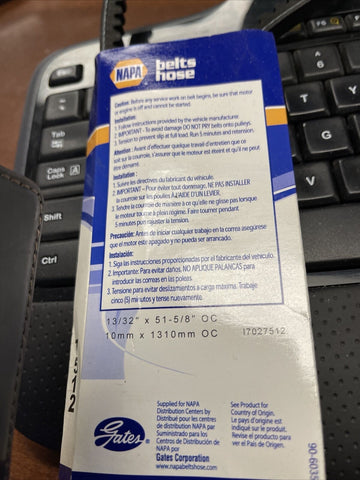 NAPA belts
hose
Caution: Before any service work on belt begins, be sure that motor
or engine is off and cannot be started.
Installation:
1. Follow instructions provided by the vehicle manufacturer
2. IMPORTANT - To avoid damage DO NOT PRY belts onto pulleys.
3. Tension to prevent slip at full load. Run 5 minutes and retension.
Attention: Avant d'effectuer quelque travail d'entretien que ce
soit sur la courroie, s'assurer que le moteur est éteint et qu'il ne peut
être démarré.
Installation :
1. Suivre les directives du fabricant du véhicule.
2. IMPORTANT – Pour éviter tout dommage, NE PAS INSTALLER
la courroie sur les poulies À L'AIDE D'UN LEVIER.
3. Tendre la courroie de manière à ce qu'elle ne glisse pas lorsque
le moteur tourne à plein régime. Faire tourner pendant
5 minutes puis rajuster la tension.
Precaución: Antes de iniciar cualquier trabajo en la correa asegúrese
que el motor este apagado y no pueda ser arrancado.
Instalación:
1. Siga las instrucciones proporcionadas por el fabricante del vehículo.
2. Importante: Para evitar daños. NO APLIQUE PALANCAS para
introducir las correas en las poleas.
3. Tensione para evitar deslizamientos a carga máxima. Trabaje
cinco (5) minutos y tense nuevamente.
13/32" x 51-5/8" OC
10mm x 1310mm OC 17027512
Gates
Supplied for NAPA
Distribution Centers by
Distribué pour les centres
de distribution NAPA par
Suministrado para los
Centros de Distribución de
NAPA por
Gates Corporation
www.napabeltshose.com
See Product for
Country of Origin.
Le pays d'origine est
indiqué sur le produit.
Revise el producto para
ver el País de Origen.
90-6035
Tab
Caps
Lock A
Shift
Ctrl
F5
F6
^
6